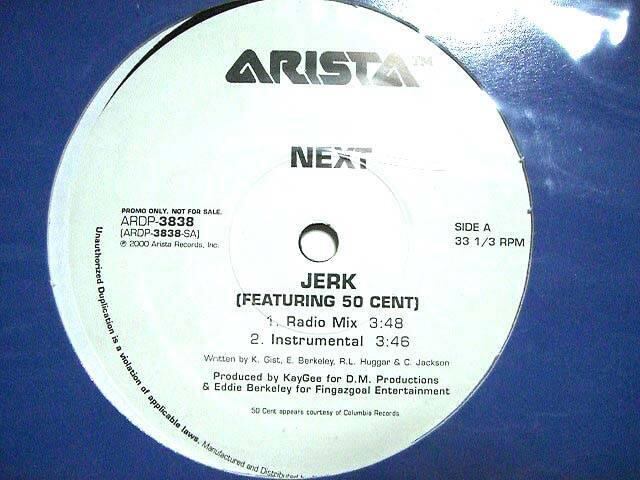 ARISTA™
NEXT
PROMO ONLY. NOT FOR SALE.
ARDP-3838
(ARDP-3838-SA)
℗ 2000 Arista Records, Inc.
SIDE A
33 1/3 RPM
JERK
(FEATURING 50 CENT)
1. Radio Mix 3:48
2. Instrumental 3:46
Written by K. Gist, E. Berkeley, R.L. Huggar & C. Jackson
Produced by KayGee for D.M. Productions
& Eddie Berkeley for Fingazgoal Entertainment
50 Cent appears courtesy of Columbia Records
Unauthorized Duplication is a violation of applicable laws. Manufactured and Distributed